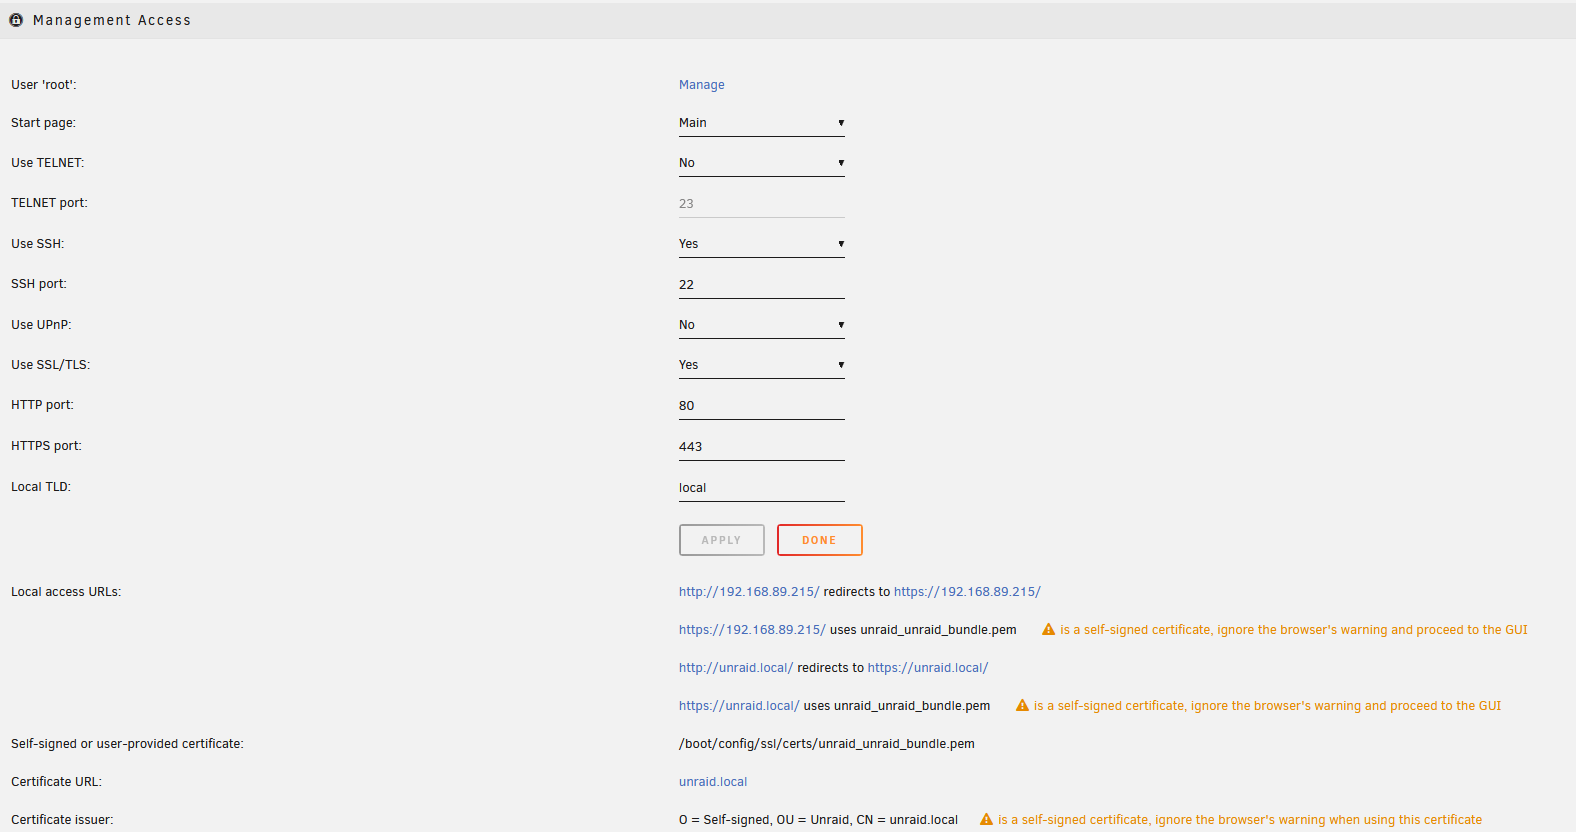 Management Access
User 'root': Manage
Start page: Main
Use TELNET: No
TELNET port: 23
Use SSH: Yes
SSH port: 22
Use UPnP: No
Use SSL/TLS: Yes
HTTP port: 80
HTTPS port: 443
Local TLD: local
APPLY DONE
Local access URLs: http://192.168.89.215/ redirects to https://192.168.89.215/
https://192.168.89.215/ uses unraid_unraid_bundle.pem is a self-signed certificate, ignore the browser's warning and proceed to the GUI
http://unraid.local/ redirects to https://unraid.local/
https://unraid.local/ uses unraid_unraid_bundle.pem is a self-signed certificate, ignore the browser's warning and proceed to the GUI
Self-signed or user-provided certificate: /boot/config/ssl/certs/unraid_unraid_bundle.pem
Certificate URL: unraid.local
Certificate issuer: O = Self-signed, OU = Unraid, CN = unraid.local is a self-signed certificate, ignore the browser's warning when using this certificate